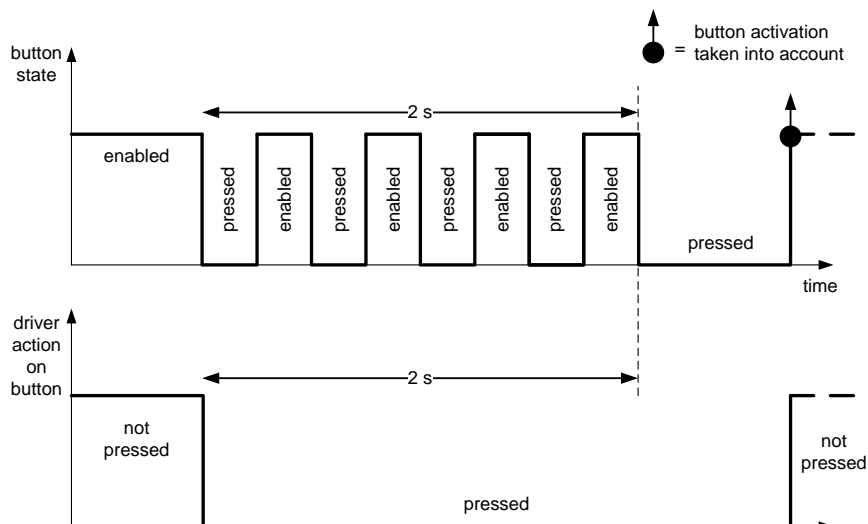 button
state
= button activation
taken into account
2 s
enabled
pressed
enabled
pressed
enabled
pressed
enabled
pressed
enabled
pressed
time
driver
action
on
button
2 s
not
pressed
pressed
not
pressed